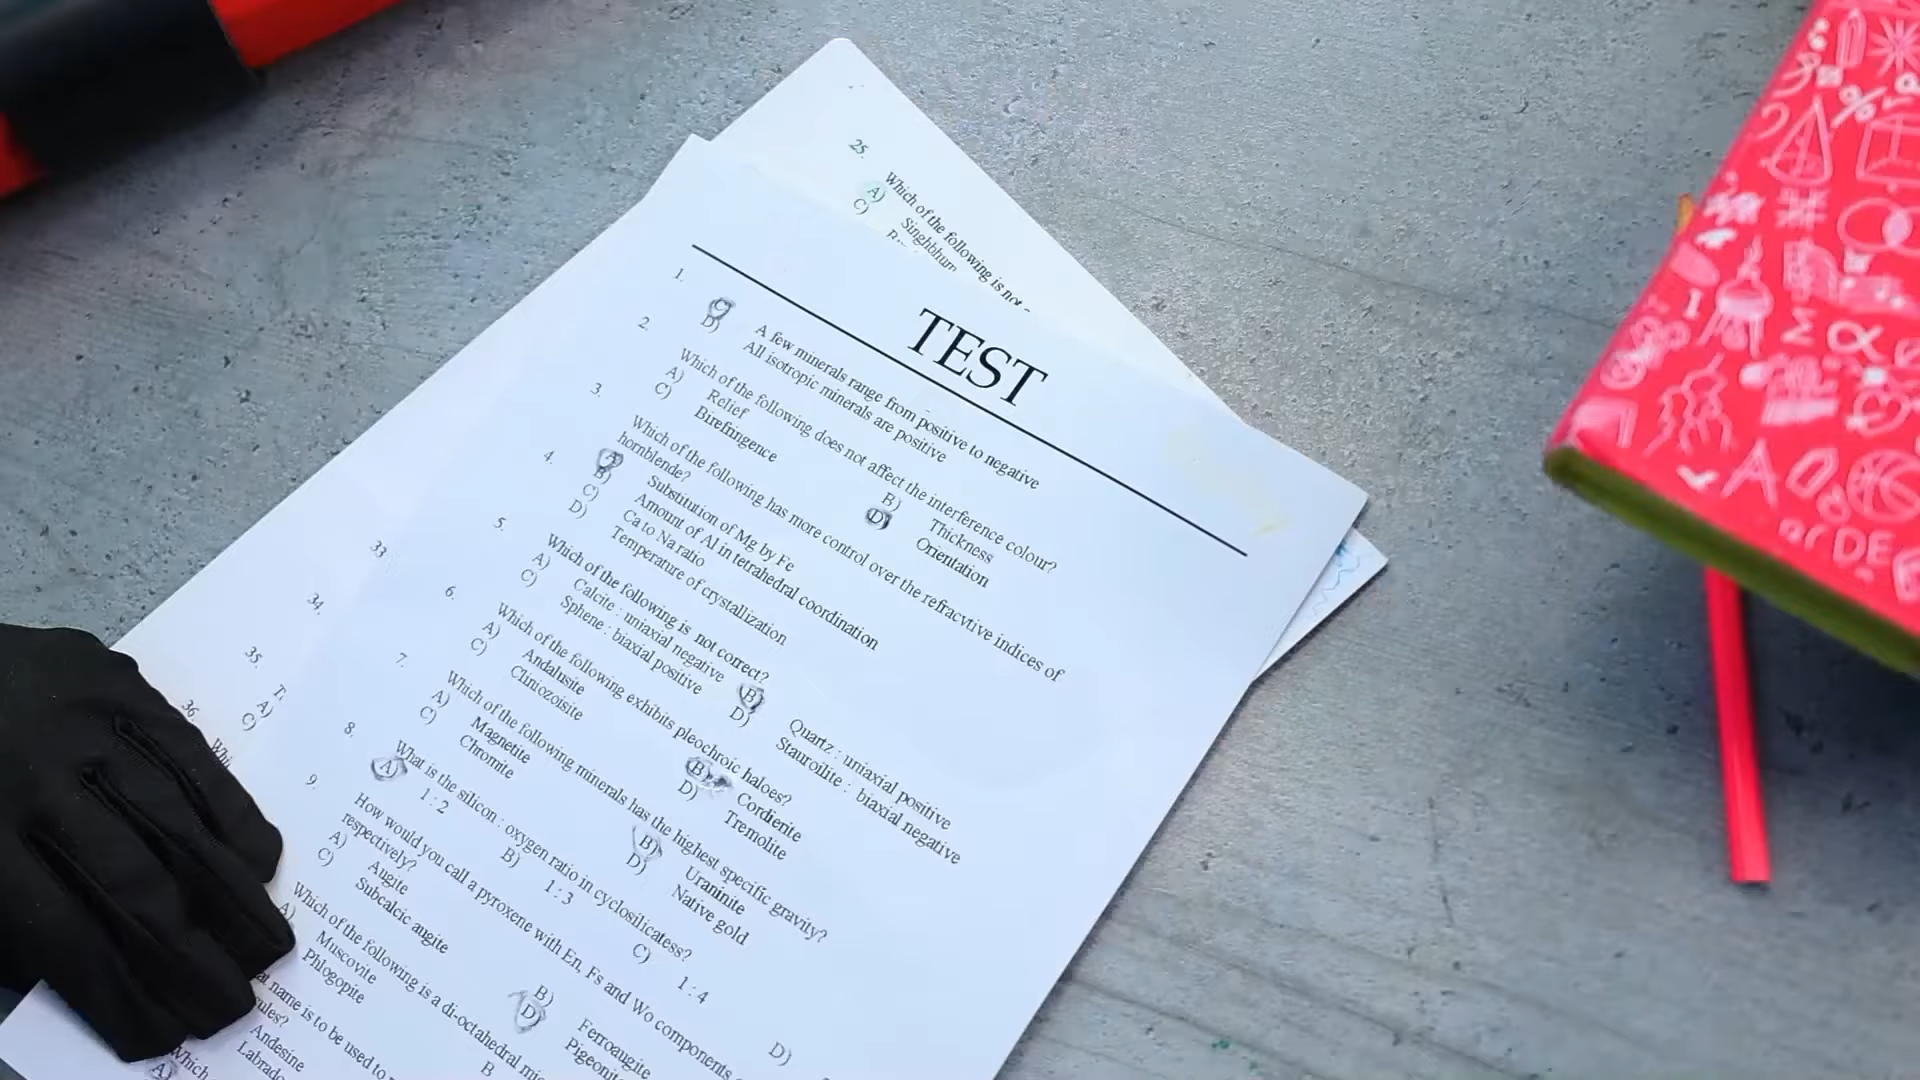 25.
Which of the following is not
A) Singhbhum
C)
TEST
1.
C) A few minerals range from positive to negative
D) All isotropic minerals are positive
2. Which of the following does not affect the interference colour?
A) Relief B) Thickness
C) Birefringence D) Orientation
3. Which of the following has more control over the refracvtive indices of
hornblende?
4. A) Substitution of Mg by Fe
B) Amount of Al in tetrahedral coordination
C) Ca to Na ratio
D) Temperature of crystallization
5. Which of the following is not correct?
A) Calcite : uniaxial negative B) Quartz : uniaxial positive
C) Sphene : biaxial positive D) Stauroilite : biaxial negative
6. Which of the following exhibits pleochroic haloes?
A) Andalusite B) Cordierite
C) Clinozoisite D) Tremolite
7. Which of the following minerals has the highest specific gravity?
A) Magnetite B) Uraninite
C) Chromite D) Native gold
8. What is the silicon : oxygen ratio in cyclosilicatess?
A) 1 : 2 B) 1 : 3 C) 1 : 4 D)
9. How would you call a pyroxene with En, Fs and Wo components
respectively?
A) Augite B) Ferroaugite
C) Subcalcic augite D) Pigeonite
Which of the following is a di-octahedral
A) Muscovite B
Phlogopite
name is to be used to
Andesine
Which
A)
33
34.
35.
A)
C)
36.